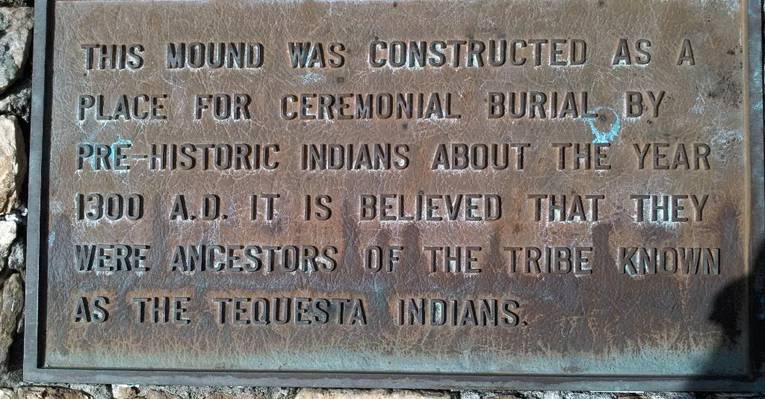 THIS MOUND WAS CONSTRUCTED AS A
PLACE FOR CEREMONIAL BURIAL BY
PRE-HISTORIC INDIANS ABOUT THE YEAR
1300 A.D. IT IS BELIEVED THAT THEY
WERE ANCESTORS OF THE TRIBE KNOWN
AS THE TEQUESTA INDIANS.